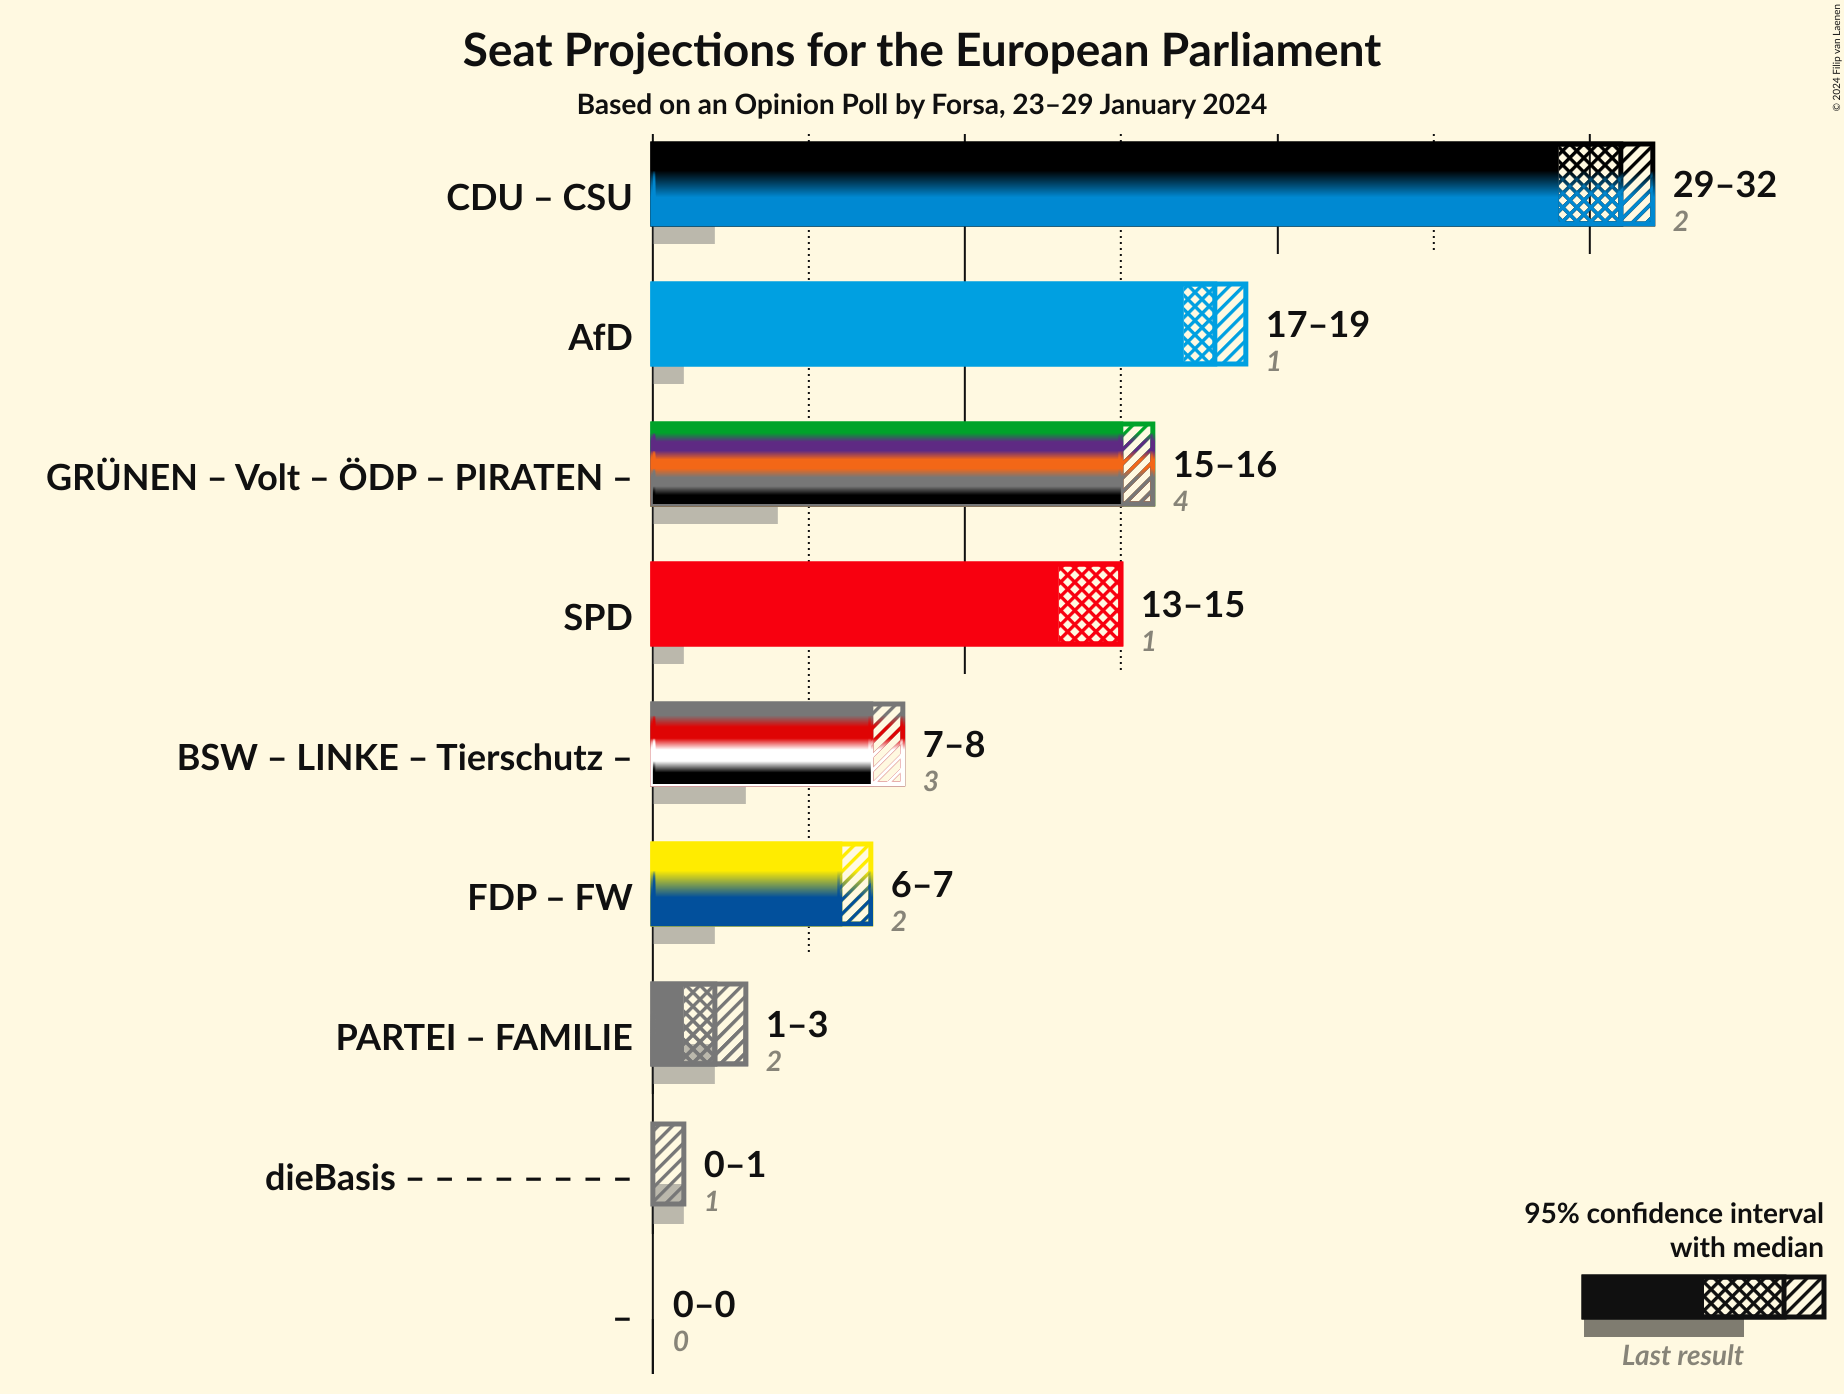 Seat Projections for the European Parliament
Based on an Opinion Poll by Forsa, 23–29 January 2024
© 2024 Filip van Laenen
CDU – CSU
29–32
2
AfD
17–19
1
GRÜNEN – Volt – ÖDP – PIRATEN –
15–16
4
SPD
13–15
1
BSW – LINKE – Tierschutz –
7–8
3
FDP – FW
6–7
2
PARTEI – FAMILIE
1–3
2
dieBasis – – – – – – – –
0–1
1
–
0–0
0
95% confidence interval
with median
Last result